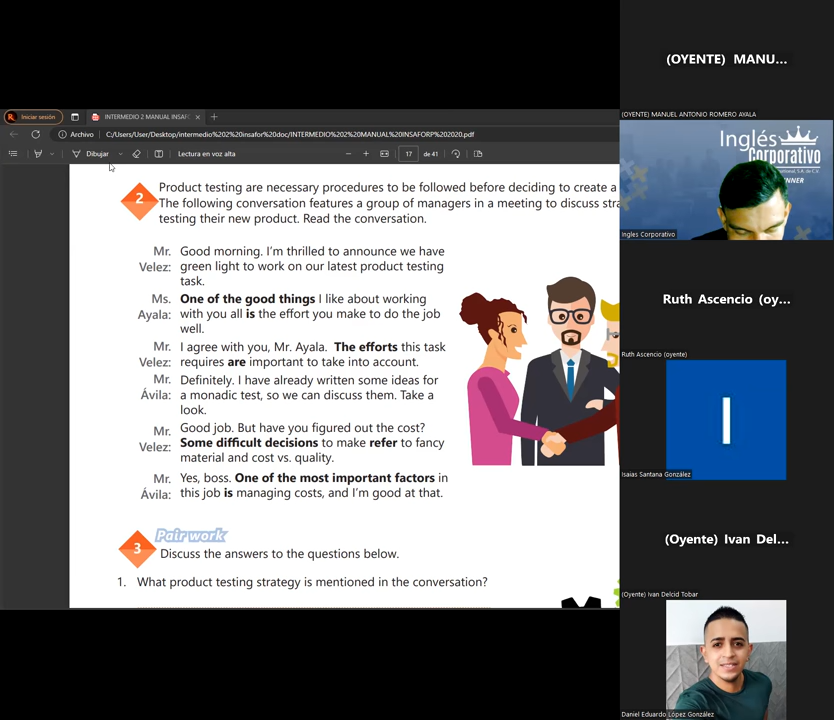 (OYENTE) MANU...
(OYENTE) MANUEL ANTONIO ROMERO AYALA
Iniciar sesión
INTERMEDIO 2 MANUAL INSAF
Archivo
C:/Users/User/Desktop/intermedio%202%20insafor%20doc/INTERMEDIO%202%20MANUAL%20INSAFORP%202020.pdf
Dibujar
Lectura en voz alta
17
de 41
Inglés
Corporativo
Ingles Corporativo
2
Product testing are necessary procedures to be followed before deciding to create a
The following conversation features a group of managers in a meeting to discuss stra
testing their new product. Read the conversation.
Mr. Velez: Good morning. I'm thrilled to announce we have
green light to work on our latest product testing
task.
Ms. Ayala: One of the good things I like about working
with you all is the effort you make to do the job
well.
Mr. Velez: I agree with you, Mr. Ayala. The efforts this task
requires are important to take into account.
Mr. Ávila: Definitely. I have already written some ideas for
a monadic test, so we can discuss them. Take a
look.
Mr. Velez: Good job. But have you figured out the cost?
Some difficult decisions to make refer to fancy
material and cost vs. quality.
Mr. Ávila: Yes, boss. One of the most important factors in
this job is managing costs, and I'm good at that.
3
Pair work
Discuss the answers to the questions below.
1. What product testing strategy is mentioned in the conversation?
Ruth Ascencio (oy...
Ruth Ascencio (oyente)
I
Isaias Santana González
(Oyente) Ivan Del...
(Oyente) Ivan Delcid Tobar
Daniel Eduardo López González